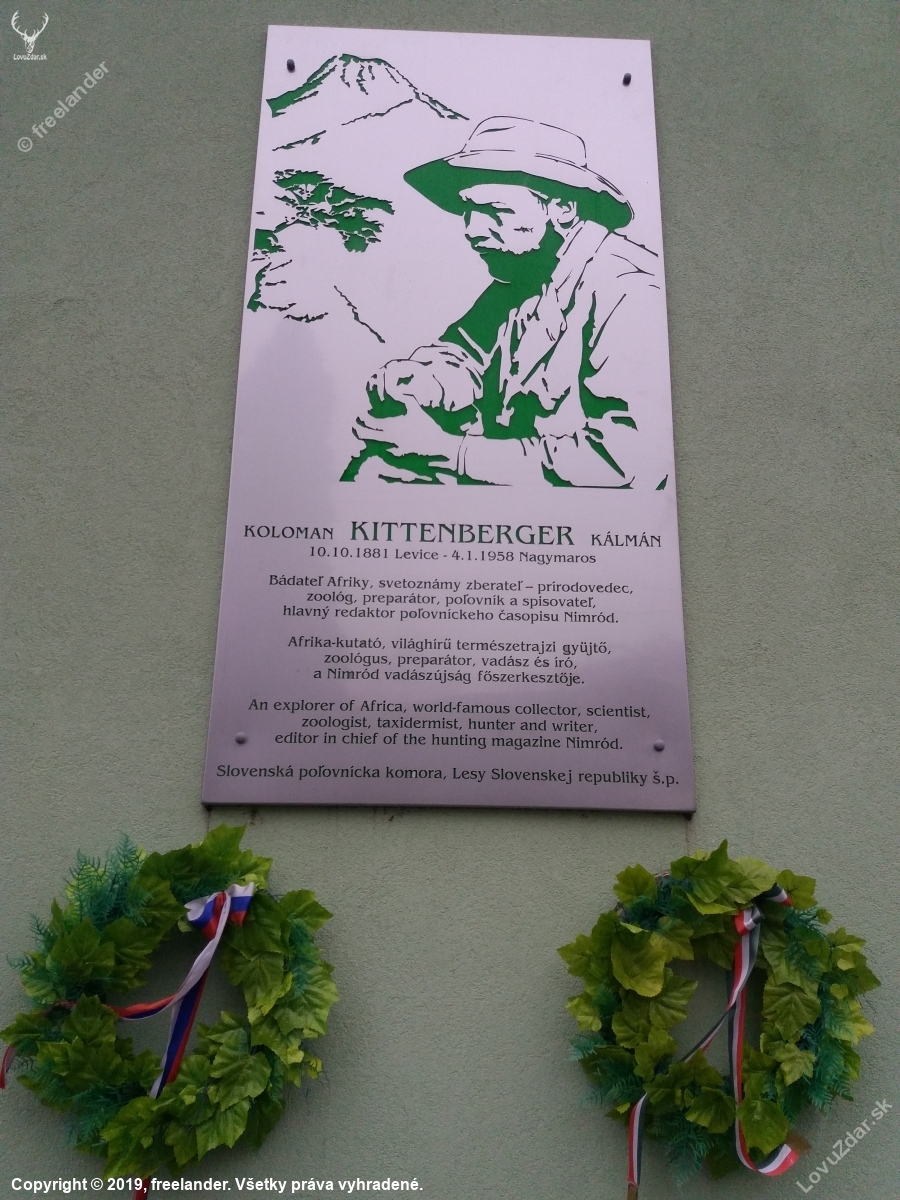 LovuZdar.sk
© freelander
KOLOMAN KITTENBERGER KÁLMÁN
10.10.1881 Levice - 4.1.1958 Nagymaros
Bádateľ Afriky, svetoznámy zberateľ – prírodovedec,
zoológ, preparátor, poľovník a spisovateľ,
hlavný redaktor poľovníckeho časopisu Nimród.
Afrika-kutató, világhírű természetrajzi gyüjtő,
zoológus, preparátor, vadász és író,
a Nimród vadászújság főszerkesztője.
An explorer of Africa, world-famous collector, scientist,
zoologist, taxidermist, hunter and writer,
editor in chief of the hunting magazine Nimród.
Slovenská poľovnícka komora, Lesy Slovenskej republiky š.p.
LovuZdar.sk
Copyright © 2019, freelander. Všetky práva vyhradené.